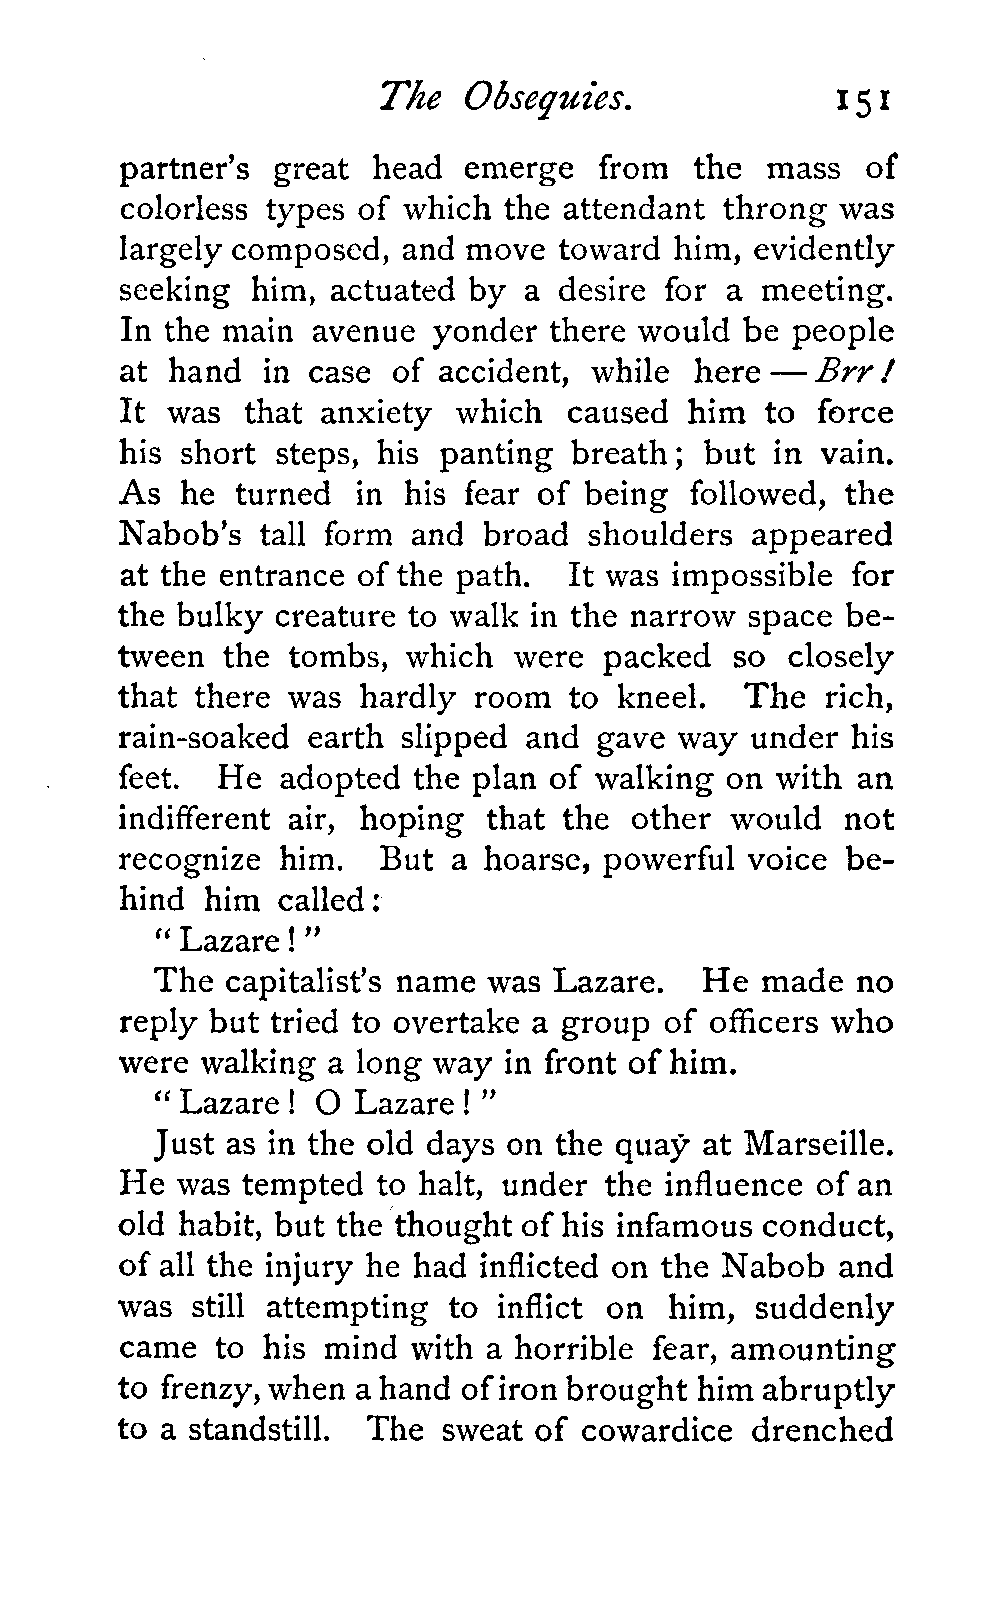 The Obsequies. 151
partner's great head emerge from the mass of
colorless types of which the attendant throng was
largely composed, and move toward him, evidently
seeking him, actuated by a desire for a meeting.
In the main avenue yonder there would be people
at hand in case of accident, while here — Brr!
It was that anxiety which caused him to force
his short steps, his panting breath; but in vain.
As he turned in his fear of being followed, the
Nabob's tall form and broad shoulders appeared
at the entrance of the path. It was impossible for
the bulky creature to walk in the narrow space be-
tween the tombs, which were packed so closely
that there was hardly room to kneel. The rich,
rain-soaked earth slipped and gave way under his
feet. He adopted the plan of walking on with an
indifferent air, hoping that the other would not
recognize him. But a hoarse, powerful voice be-
hind him called:
"Lazare!"
The capitalist's name was Lazare. He made no
reply but tried to overtake a group of officers who
were walking a long way in front of him.
"Lazare! O Lazare!"
Just as in the old days on the quay at Marseille.
He was tempted to halt, under the influence of an
old habit, but the thought of his infamous conduct,
of all the injury he had inflicted on the Nabob and
was still attempting to inflict on him, suddenly
came to his mind with a horrible fear, amounting
to frenzy, when a hand of iron brought him abruptly
to a standstill. The sweat of cowardice drenched